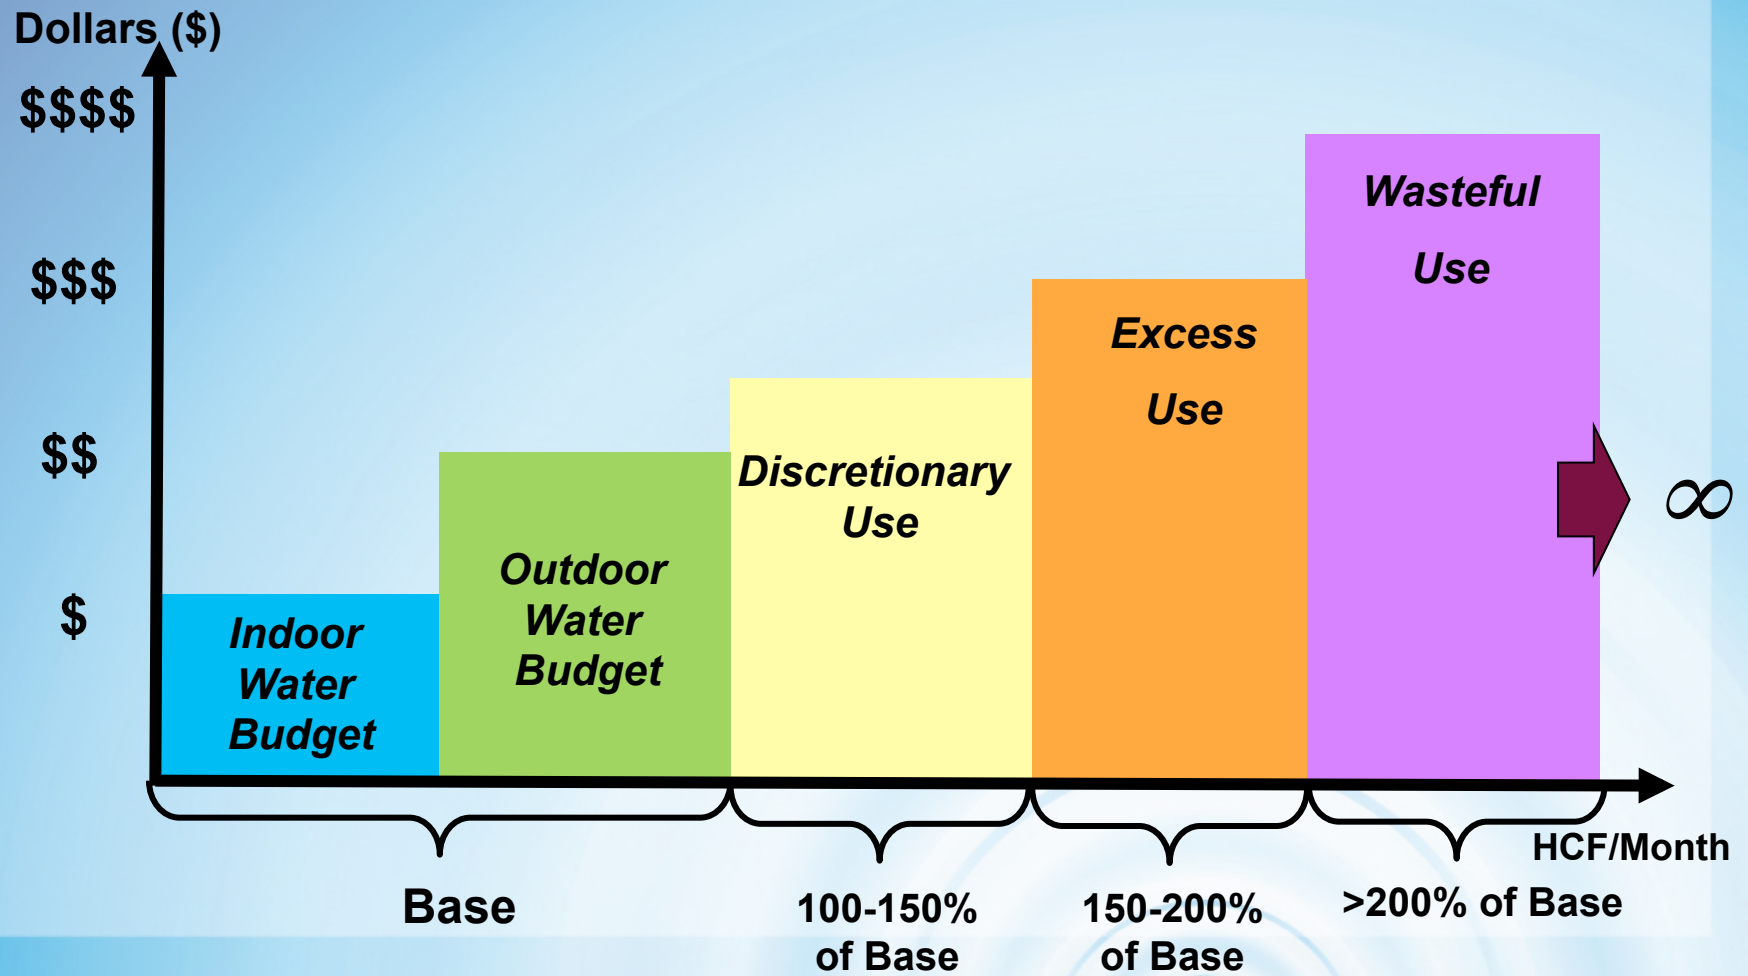 Dollars ($)
$$$$
$$$
$$
$
Indoor
Water
Budget
Outdoor
Water
Budget
Discretionary
Use
Excess
Use
Wasteful
Use
∞
HCF/Month
Base
100-150%
of Base
150-200%
of Base
>200% of Base